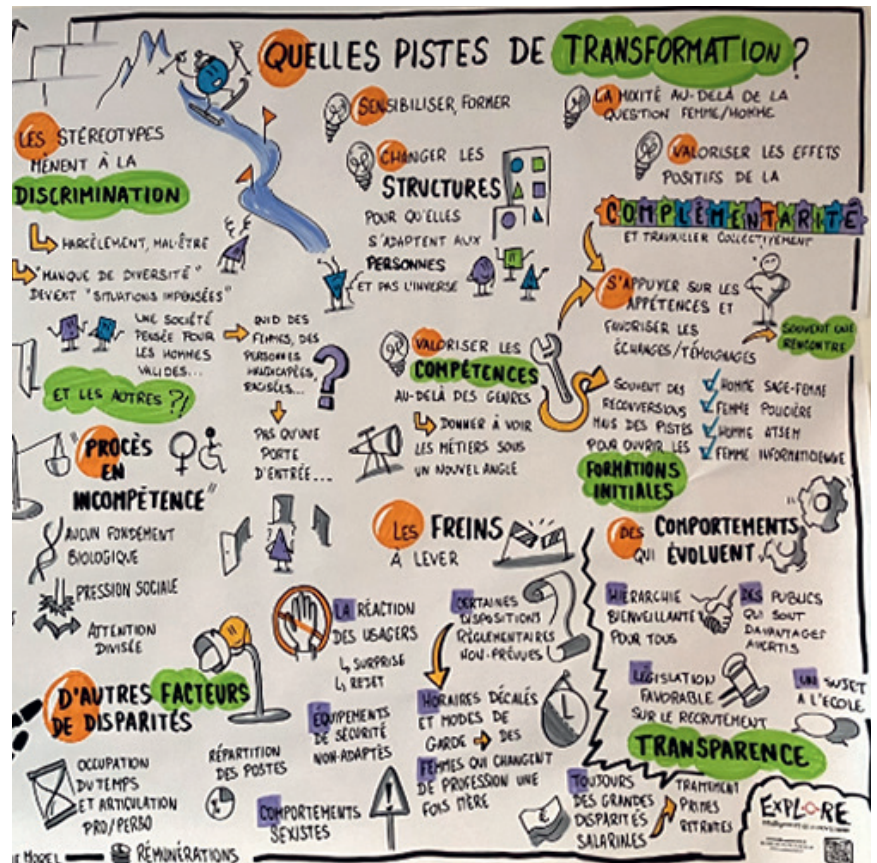 QUELLES PISTES DE TRANSFORMATION ?
LES STÉRÉOTYPES
MÈNENT À LA
DISCRIMINATION
HARCÈLEMENT, MAL-ÊTRE
"MANQUE DE DIVERSITÉ"
DEVIENT "SITUATIONS IMPENSÉES"
UNE SOCIÉTÉ
PENSÉE POUR
LES HOMMES
VALIDES...
QUID DES
FEMMES, DES
PERSONNES
HANDICAPÉES,
RACISÉES...
?
PAS QU'UNE
PORTE
D'ENTRÉE...
ET LES AUTRES ?!
"PROCÈS
EN
INCOMPÉTENCE"
AUCUN FONDEMENT
BIOLOGIQUE
PRESSION SOCIALE
ATTENTION
DIVISÉE
D'AUTRES FACTEURS
DE DISPARITÉS
OCCUPATION
DU TEMPS
ET ARTICULATION
PRO/PERSO
RÉPARTITION
DES POSTES
RÉMUNÉRATIONS
SENSIBILISER, FORMER
CHANGER LES
STRUCTURES
POUR QU'ELLES
S'ADAPTENT AUX
PERSONNES
ET PAS L'INVERSE
VALORISER LES
COMPÉTENCES
AU-DELÀ DES GENRES
DONNER À VOIR
LES MÉTIERS SOUS
UN NOUVEL ANGLE
LA MIXITÉ AU-DELÀ DE LA
QUESTION FEMME/HOMME
VALORISER LES EFFETS
POSITIFS DE LA
COMPLÉMENTARITÉ
ET TRAVAILLER COLLECTIVEMENT
S'APPUYER SUR LES
APPÉTENCES ET
FAVORISER LES
ÉCHANGES/TÉMOIGNAGES
SOUVENT UNE
RENCONTRE
SOUVENT DES
RECONVERSIONS
MAIS DES PISTES
POUR OUVRIR LES
FORMATIONS
INITIALES
HOMME SAGE-FEMME
FEMME POLICIÈRE
HOMME ATSEM
FEMME INFORMATICIENNE
LES FREINS
À LEVER
LA RÉACTION
DES USAGERS
SURPRISE
REJET
ÉQUIPEMENTS
DE SÉCURITÉ
NON-ADAPTÉS
COMPORTEMENTS
SEXISTES
CERTAINES
DISPOSITIONS
RÉGLEMENTAIRES
NON-PRÉVUES
HORAIRES DÉCALÉS
ET MODES DE
GARDE DES
FEMMES QUI CHANGENT
DE PROFESSION UNE
FOIS MÈRE
TOUJOURS
DES GRANDES
DISPARITÉS
SALARIALES
TRAITEMENT
PRIMES
RETRAITES
DES COMPORTEMENTS
QUI ÉVOLUENT
HIÉRARCHIE
BIENVEILLANTE
POUR TOUS
DES PUBLICS
QUI SONT
DAVANTAGES
AVERTIS
LÉGISLATION
FAVORABLE
SUR LE RECRUTEMENT
UN SUJET
À L'ECOLE
TRANSPARENCE
EXPLORE